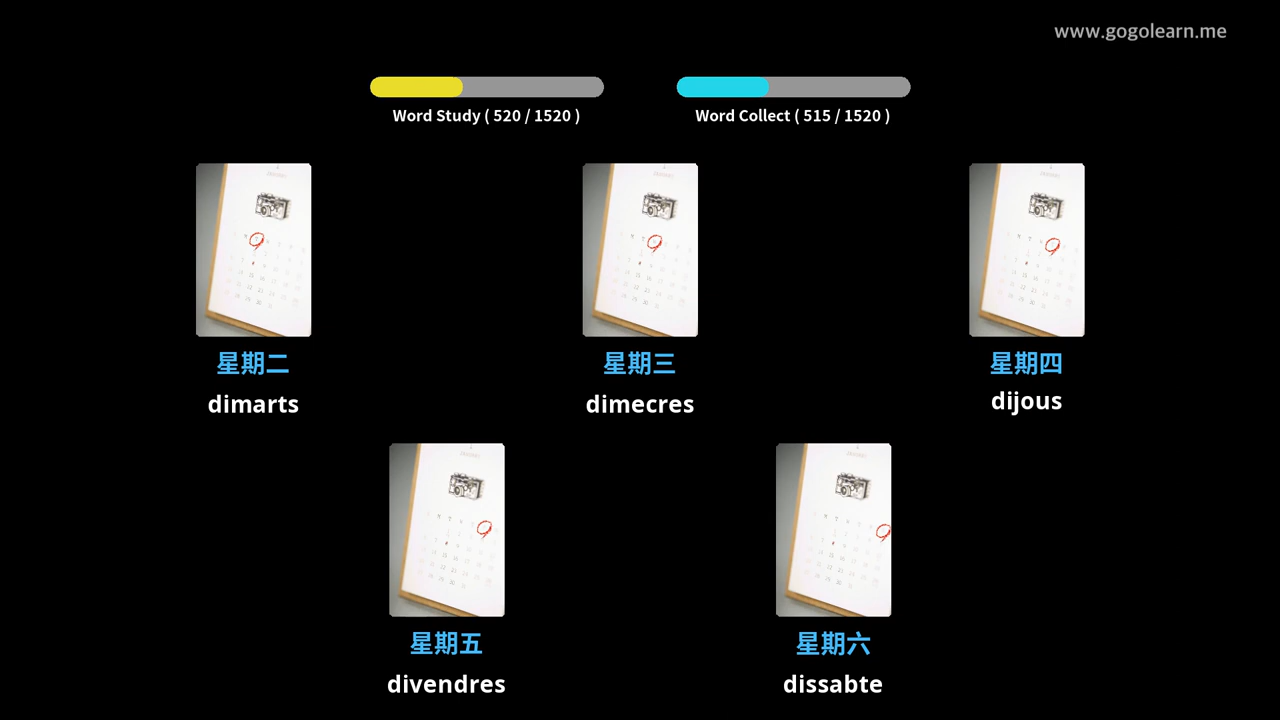 www.gogolearn.me
Word Study ( 520 / 1520 )
Word Collect ( 515 / 1520 )
星期二
dimarts
星期三
dimecres
星期四
dijous
星期五
divendres
星期六
dissabte